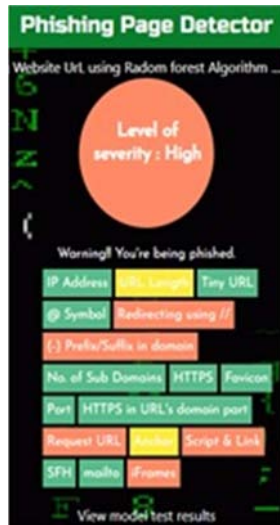 Phishing Page Detector
Website UrL using Radom forest Algorithm ...
Level of
severity : High
Warning!! You're being phished.
IP Address URL Length Tiny URL
@ Symbol Redirecting using //
(-) Prefix/Suffix in domain
No. of Sub Domains HTTPS Favicon
Port HTTPS in URL's domain part
Request URL Anchor Script & Link
SFH mailto iFrames
View model test results